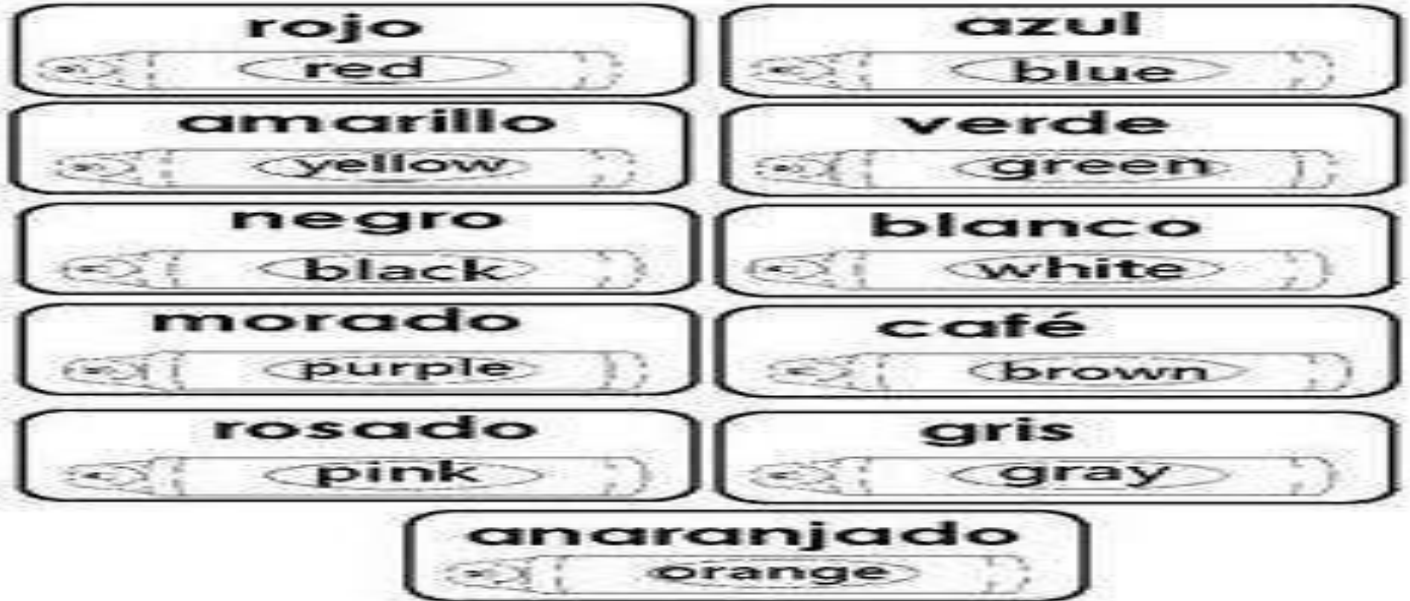 rojo
red
azul
blue
amarillo
yellow
verde
green
negro
black
blanco
white
morado
purple
café
brown
rosado
pink
gris
gray
anaranjado
orange